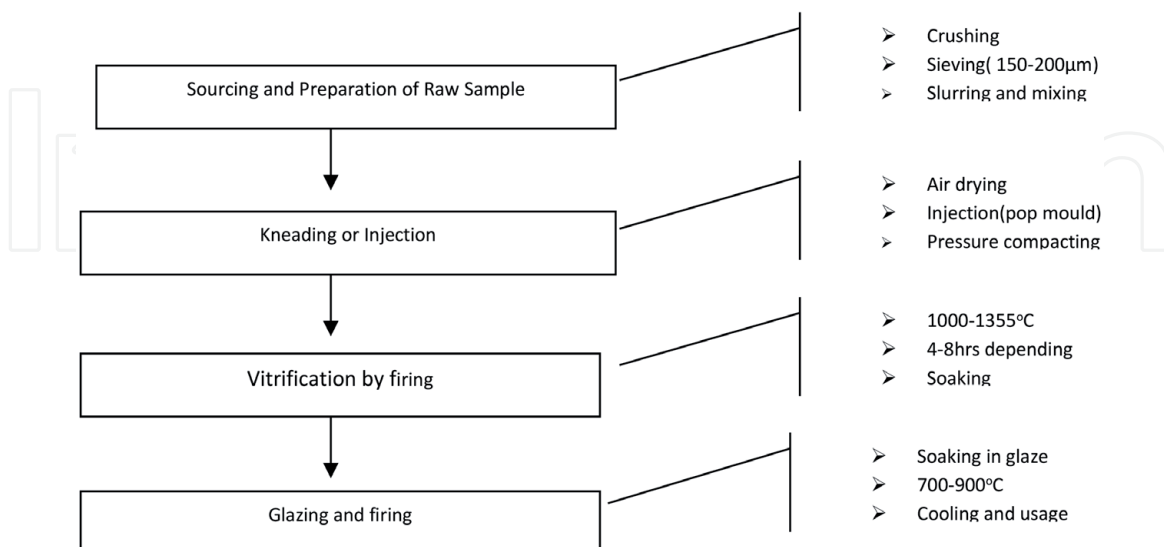 Sourcing and Preparation of Raw Sample
➢ Crushing
➢ Sieving( 150-200µm)
➢ Slurring and mixing
Kneading or Injection
➢ Air drying
➢ Injection(pop mould)
➢ Pressure compacting
Vitrification by firing
➢ 1000-1355°C
➢ 4-8hrs depending
➢ Soaking
Glazing and firing
➢ Soaking in glaze
➢ 700-900°C
➢ Cooling and usage